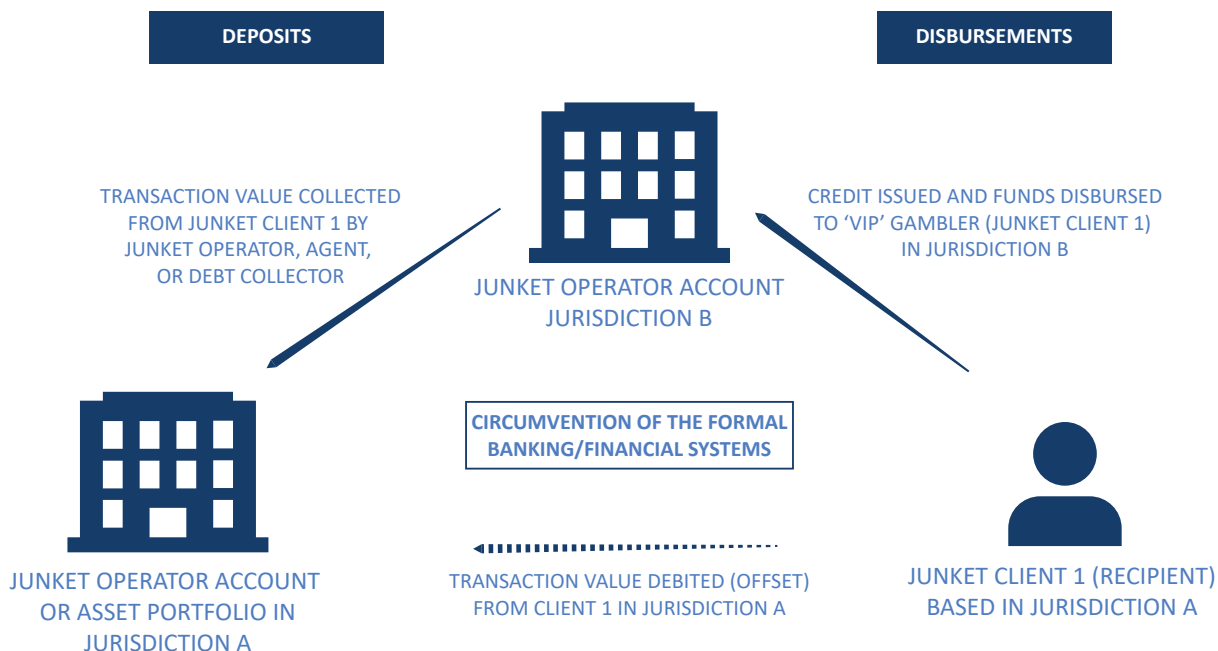 DEPOSITS
DISBURSEMENTS
TRANSACTION VALUE COLLECTED
FROM JUNKET CLIENT 1 BY
JUNKET OPERATOR, AGENT,
OR DEBT COLLECTOR
CREDIT ISSUED AND FUNDS DISBURSED
TO ‘VIP’ GAMBLER (JUNKET CLIENT 1)
IN JURISDICTION B
JUNKET OPERATOR ACCOUNT
JURISDICTION B
CIRCUMVENTION OF THE FORMAL
BANKING/FINANCIAL SYSTEMS
JUNKET OPERATOR ACCOUNT
OR ASSET PORTFOLIO IN
JURISDICTION A
TRANSACTION VALUE DEBITED (OFFSET)
FROM CLIENT 1 IN JURISDICTION A
JUNKET CLIENT 1 (RECIPIENT)
BASED IN JURISDICTION A